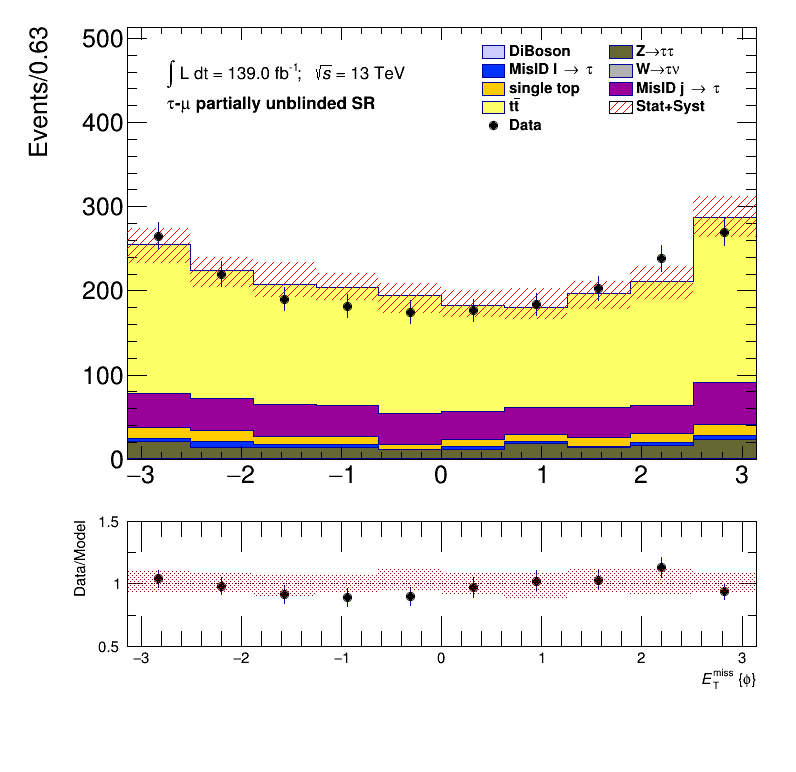 Events/0.63
500
400
300
200
100
0
∫ L dt = 139.0 fb⁻¹; √s = 13 TeV
τ-μ partially unblinded SR
DiBoson
MisID l → τ
single top
tt̄
Data
Z→ττ
W→τν
MisID j → τ
Stat+Syst
−3 −2 −1 0 1 2 3
Data/Model
1.5
1
0.5
−3 −2 −1 0 1 2 3
E_T^miss {ϕ}